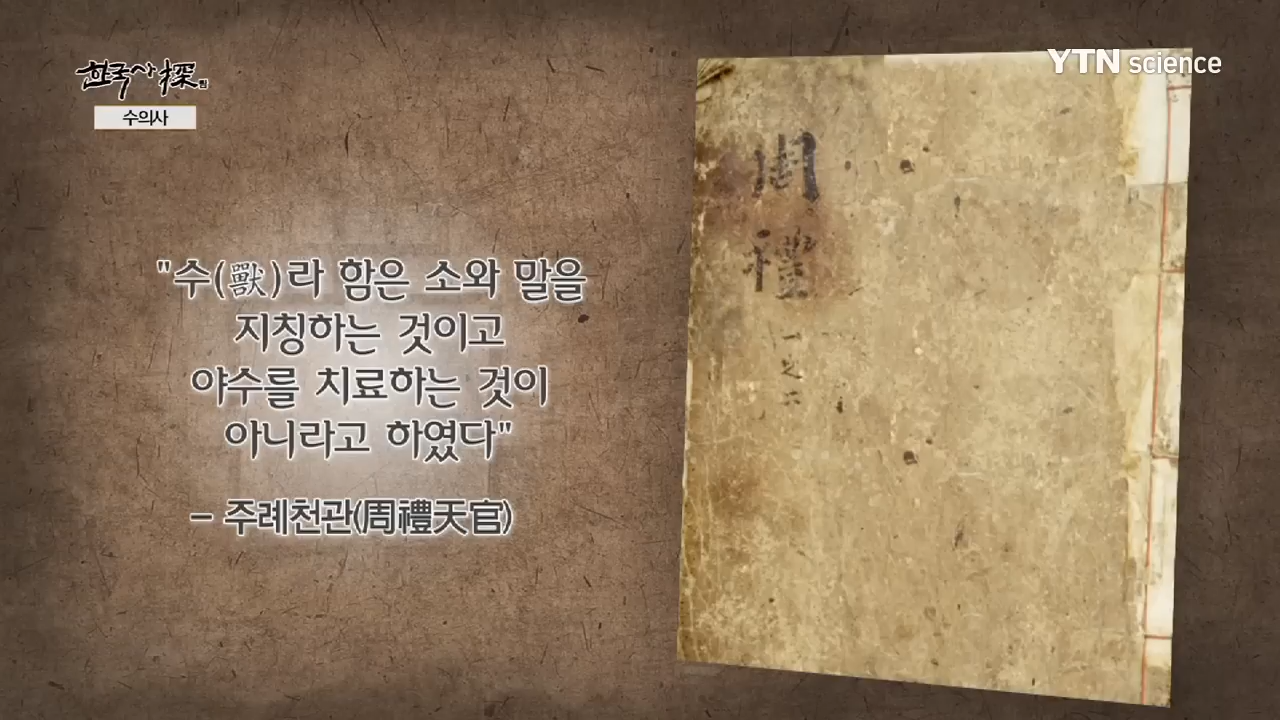 한국사探
수의사
YTN science
"수(獸)라 함은 소와 말을
지칭하는 것이고
야수를 치료하는 것이
아니라고 하였다"
- 주례천관(周禮天官)
周
禮